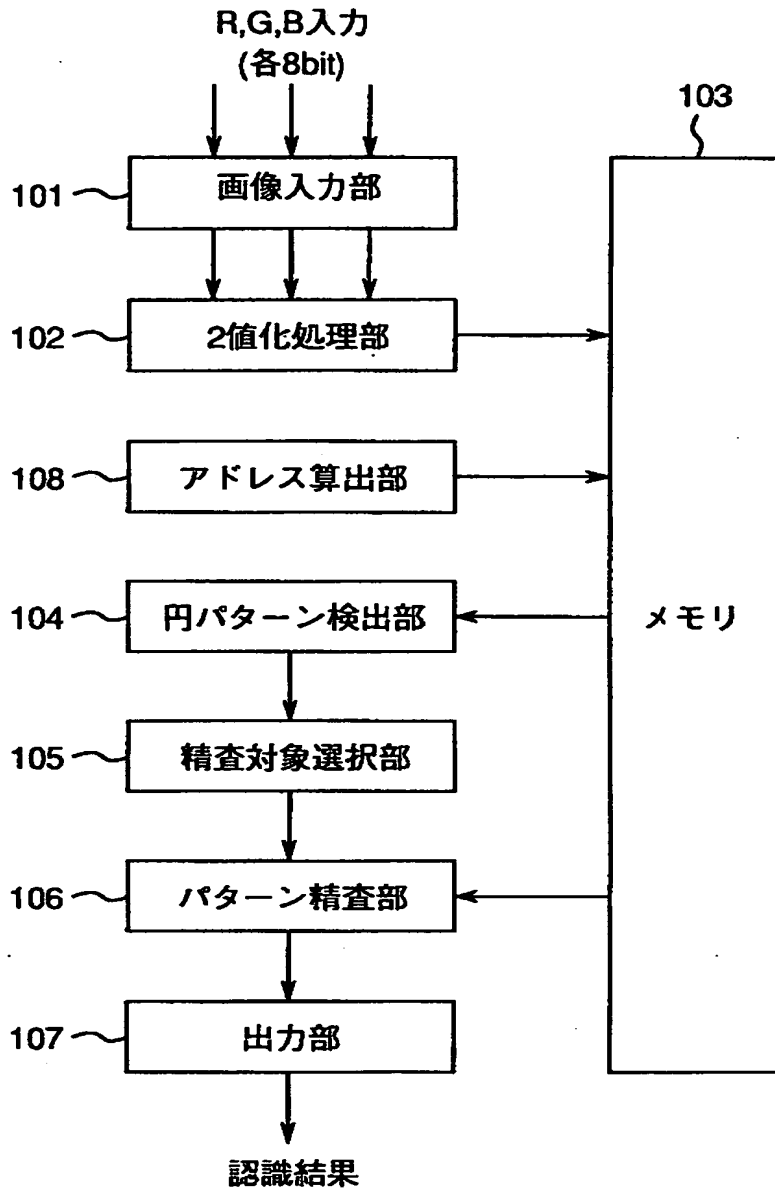 R,G,B入力
(各8bit)
103
101
画像入力部
102
2値化処理部
108
アドレス算出部
104
円パターン検出部
メモリ
105
精査対象選択部
106
パターン精査部
107
出力部
認識結果